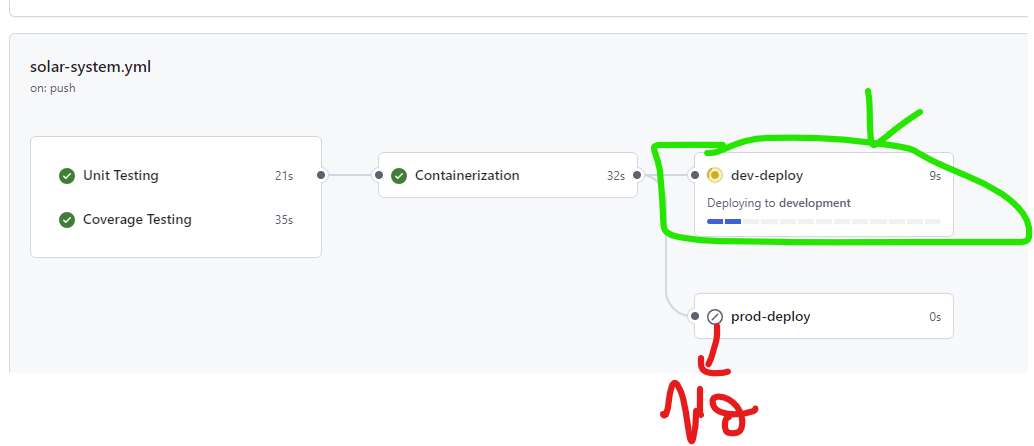 solar-system.yml
on: push
Unit Testing 21s
Coverage Testing 35s
Containerization 32s
dev-deploy 9s
Deploying to development
prod-deploy 0s